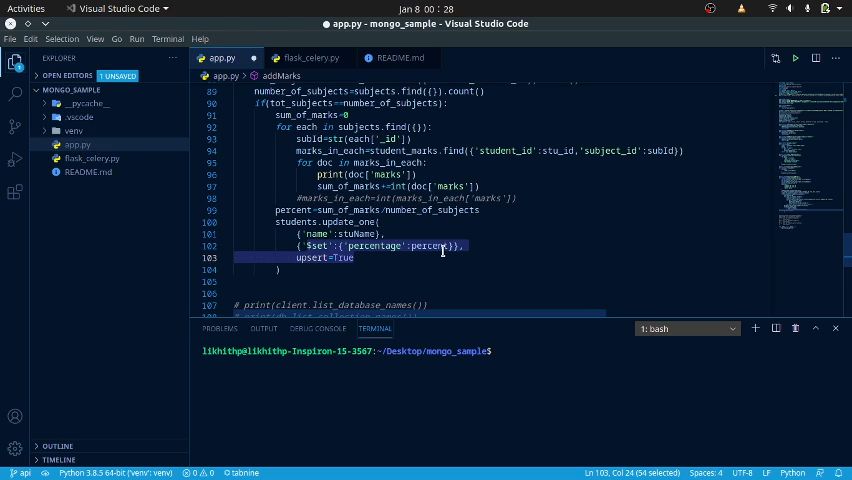 Activities
Visual Studio Code
Jan 8 00 : 28
app.py - mongo_sample - Visual Studio Code
File Edit Selection View Go Run Terminal Help
EXPLORER
app.py
flask_celery.py
README.md
OPEN EDITORS 1 UNSAVED
app.py > addMarks
MONGO_SAMPLE
__pycache__
.vscode
venv
app.py
flask_celery.py
README.md
89 number_of_subjects=subjects.find({}).count()
90 if(tot_subjects==number_of_subjects):
91 sum_of_marks=0
92 for each in subjects.find({}):
93 subId=str(each['_id'])
94 marks_in_each=student_marks.find({'student_id':stu_id,'subject_id':subId})
95 for doc in marks_in_each:
96 print(doc['marks'])
97 sum_of_marks+=int(doc['marks'])
98 #marks_in_each=int(marks_in_each['marks'])
99 percent=sum_of_marks/number_of_subjects
100 students.update_one(
101 {'name':stuName},
102 {'$set':{'percentage':percent}},
103 upsert=True
104 )
105
106
107 # print(client.list_database_names())
PROBLEMS OUTPUT DEBUG CONSOLE TERMINAL
1: bash
likhithp@likhithp-Inspiron-15-3567:~/Desktop/mongo_sample$
OUTLINE
TIMELINE
api
Python 3.8.5 64-bit ('venv': venv)
0 0
tabnine
Ln 103, Col 24 (54 selected)
Spaces: 4
UTF-8
LF
Python